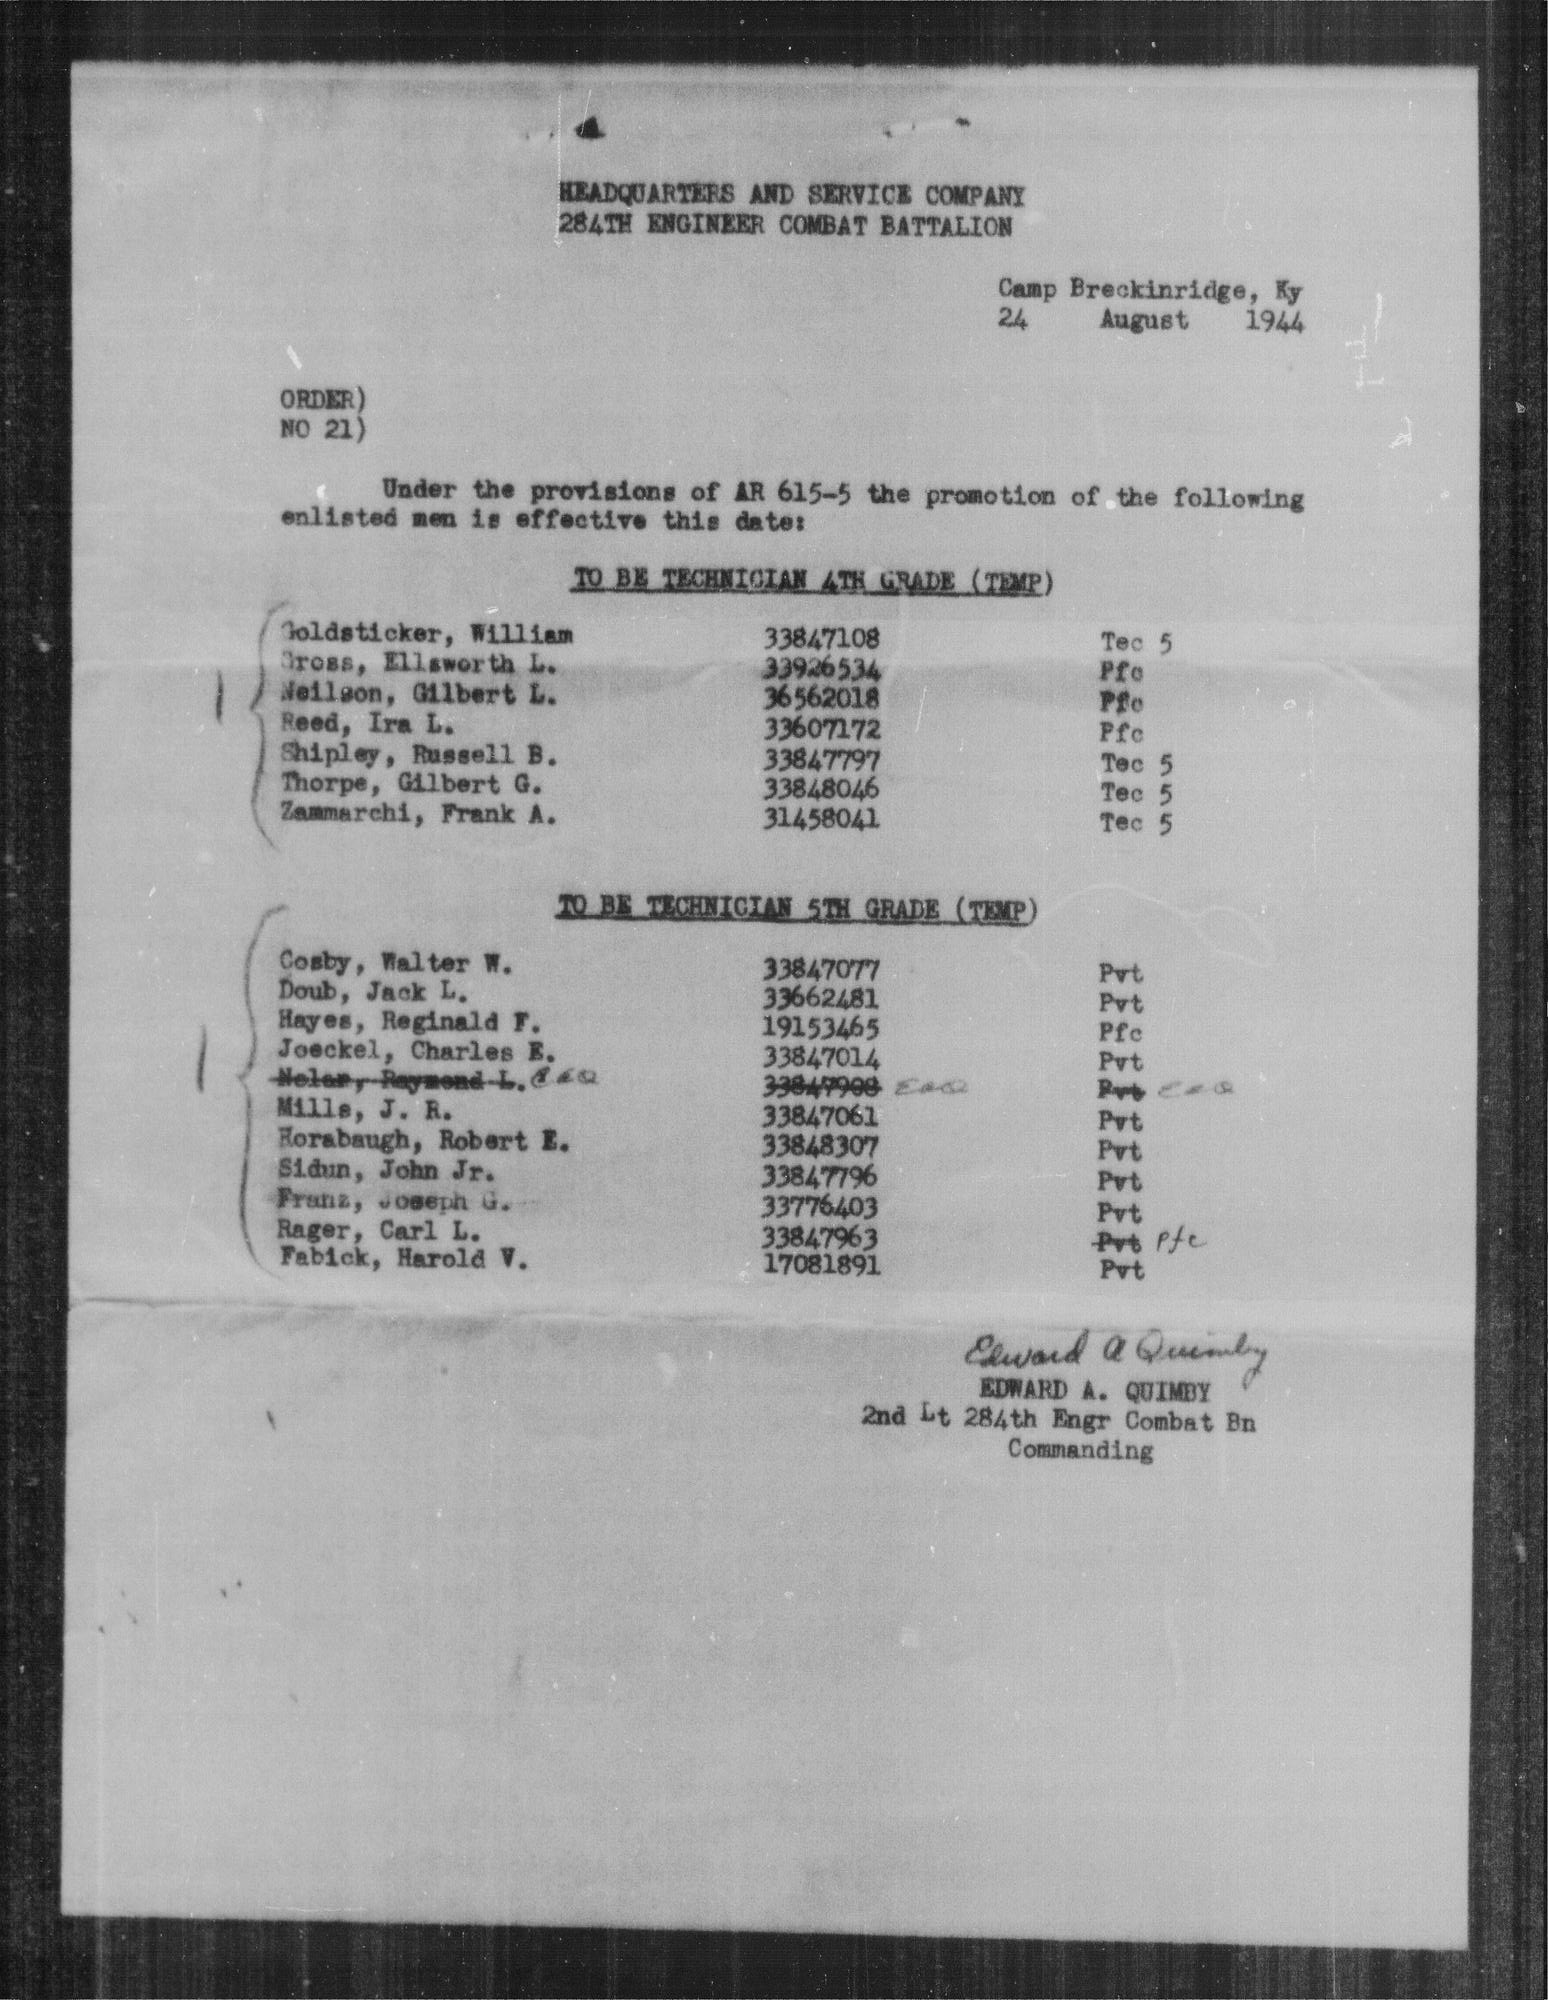 HEADQUARTERS AND SERVICE COMPANY
284TH ENGINEER COMBAT BATTALION
Camp Breckinridge, Ky
24 August 1944
ORDER)
NO 21)
Under the provisions of AR 615-5 the promotion of the following
enlisted men is effective this date:
TO BE TECHNICIAN 4TH GRADE (TEMP)
Goldsticker, William 33847108 Tec 5
Gross, Ellsworth L. 33926534 Pfc
Neilson, Gilbert L. 36562018 Pfc
Reed, Ira L. 33607172 Pfc
Shipley, Russell B. 33847797 Tec 5
Thorpe, Gilbert G. 33848046 Tec 5
Zammarchi, Frank A. 31458041 Tec 5
TO BE TECHNICIAN 5TH GRADE (TEMP)
Cosby, Walter W. 33847077 Pvt
Doub, Jack L. 33662481 Pvt
Hayes, Reginald F. 19153465 Pfc
Joeckel, Charles E. 33847014 Pvt
Raymond L. EAQ 33847908 EAQ Pvt EAQ
Mills, J. R. 33847061 Pvt
Horabaugh, Robert E. 33848307 Pvt
Sidun, John Jr. 33847796 Pvt
Franz, Joseph G. 33776403 Pvt
Rager, Carl L. 33847963 Pvt Pfc
Fabick, Harold V. 17081891 Pvt
Edward A Quimby
EDWARD A. QUIMBY
2nd Lt 284th Engr Combat Bn
Commanding